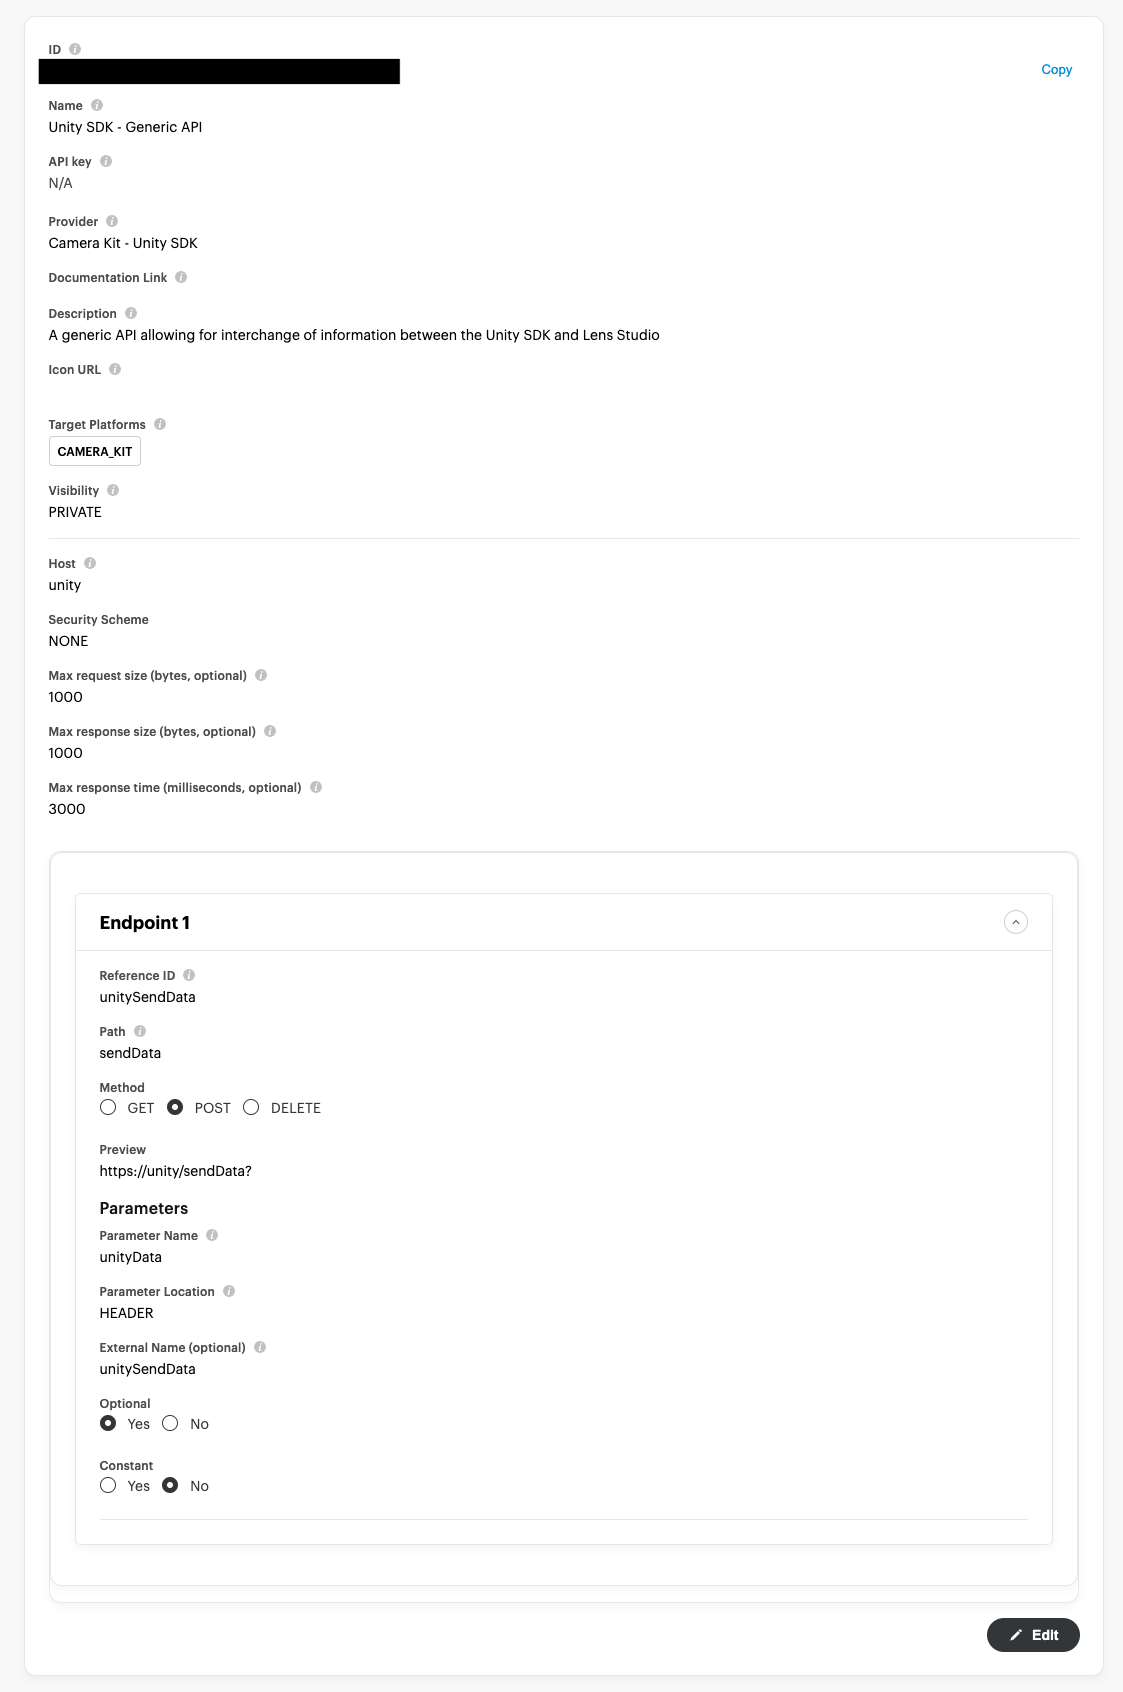 ID
Copy
Name
Unity SDK - Generic API
API key
N/A
Provider
Camera Kit - Unity SDK
Documentation Link
Description
A generic API allowing for interchange of information between the Unity SDK and Lens Studio
Icon URL
Target Platforms
CAMERA_KIT
Visibility
PRIVATE
Host
unity
Security Scheme
NONE
Max request size (bytes, optional)
1000
Max response size (bytes, optional)
1000
Max response time (milliseconds, optional)
3000
Endpoint 1
Reference ID
unitySendData
Path
sendData
Method
GET POST DELETE
Preview
https://unity/sendData?
Parameters
Parameter Name
unityData
Parameter Location
HEADER
External Name (optional)
unitySendData
Optional
Yes No
Constant
Yes No
Edit